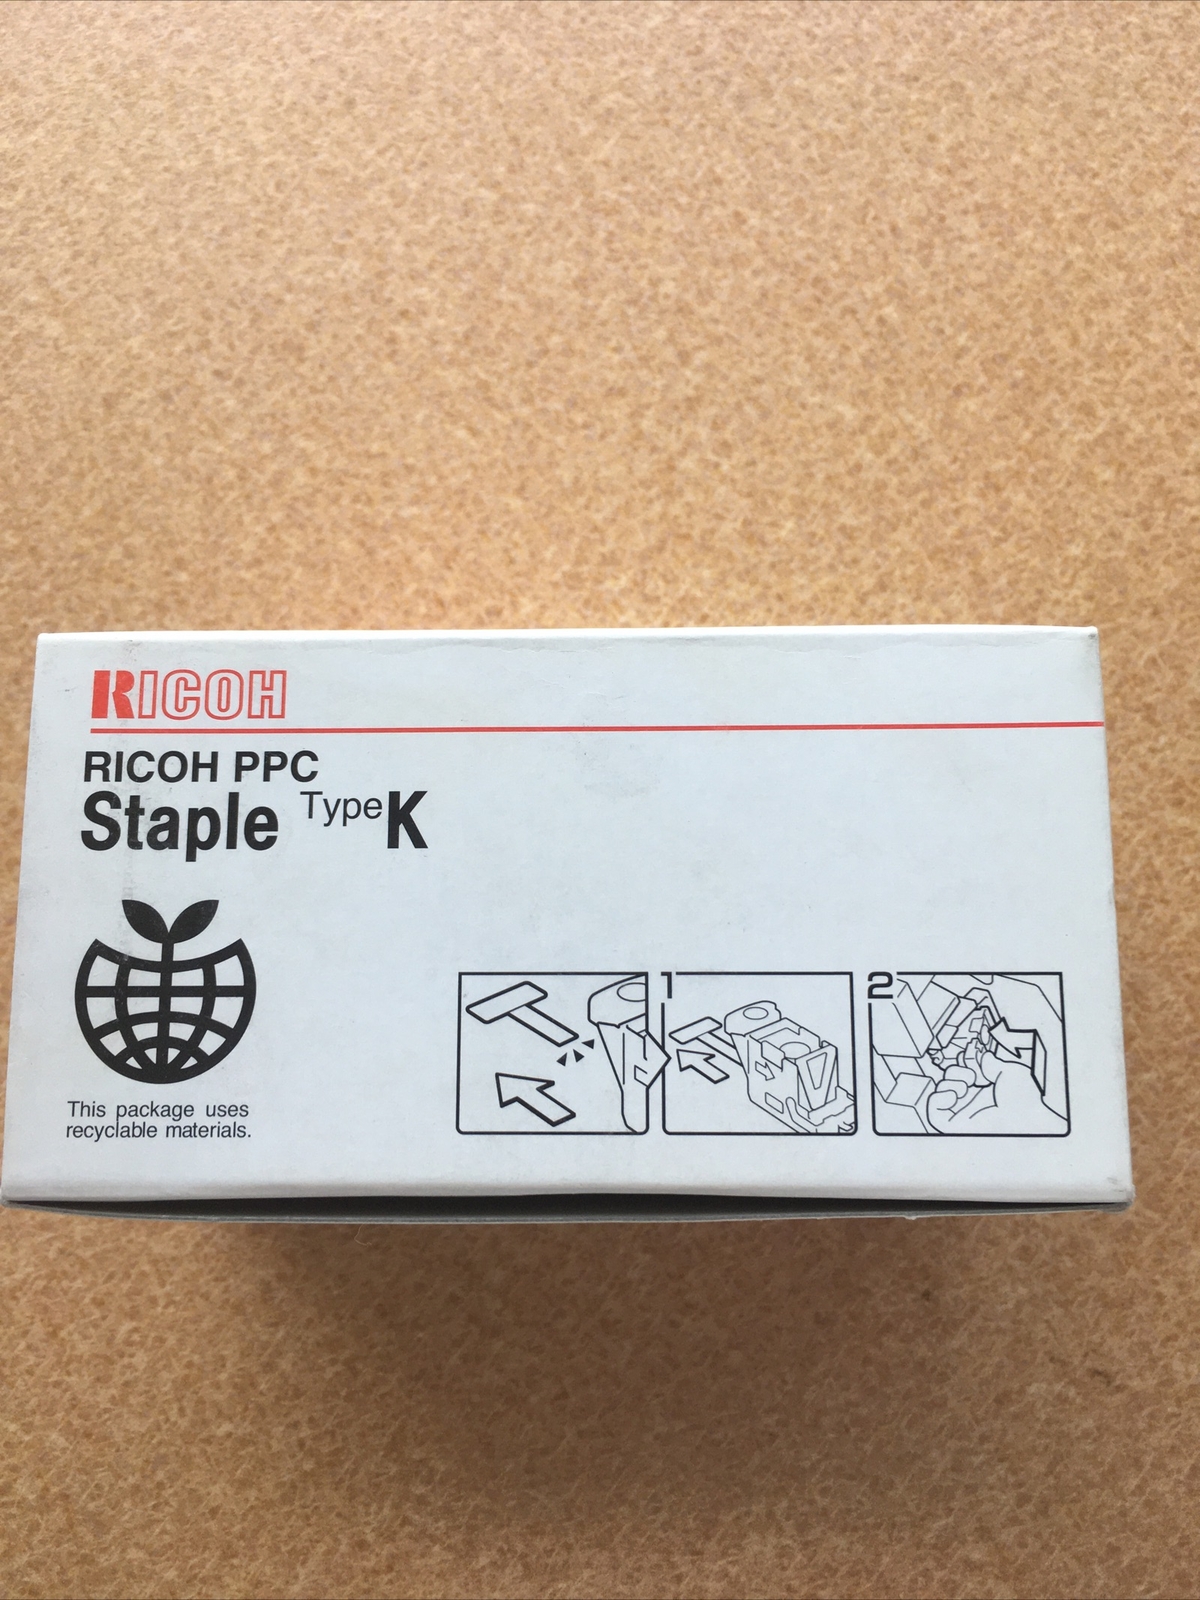 RICOH
RICOH PPC
Staple Type K
This package uses
recyclable materials.
1
2